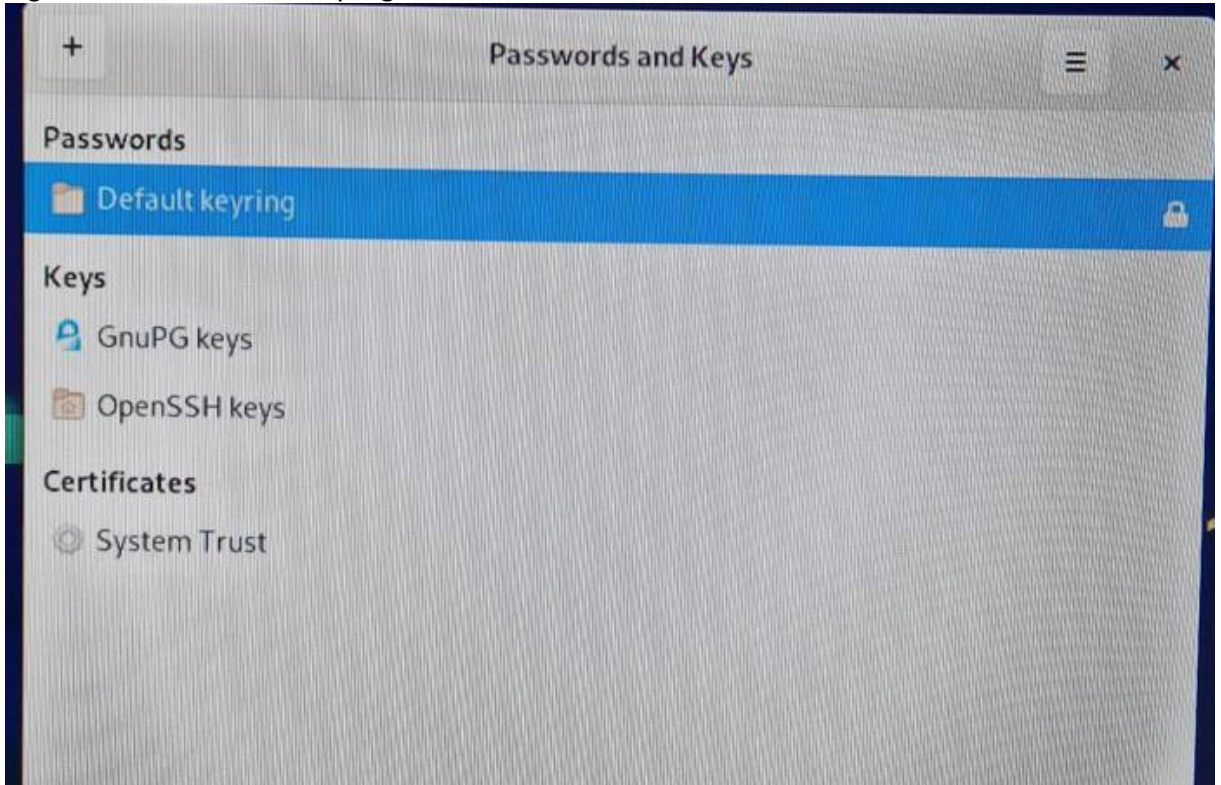 Passwords and Keys
Passwords
Default keyring
Keys
GnuPG keys
OpenSSH keys
Certificates
System Trust